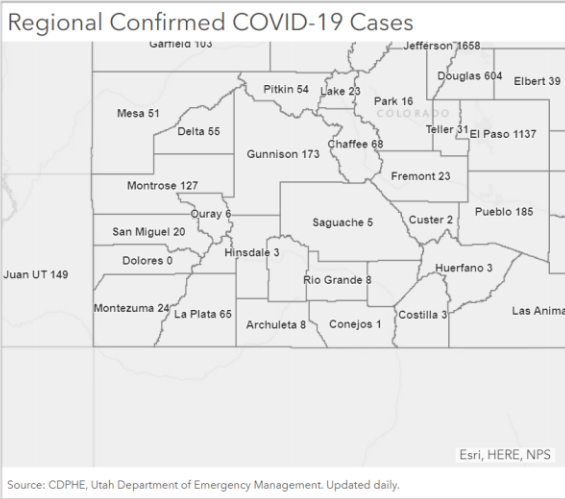 Regional Confirmed COVID-19 Cases
Garfield 103
Jefferson 1658
Douglas 604
Elbert 39
Pitkin 54
Lake 23
Park 16
COLORADO
Mesa 51
Delta 55
Teller 31
El Paso 1137
Gunnison 173
Chaffee 68
Fremont 23
Montrose 127
Ouray 6
Saguache 5
Custer 2
Pueblo 185
San Miguel 20
Dolores 0
Hinsdale 3
Juan UT 149
Rio Grande 8
Huerfano 3
Montezuma 24
La Plata 65
Archuleta 8
Conejos 1
Costilla 3
Las Anima
Esri, HERE, NPS
Source: CDPHE, Utah Department of Emergency Management. Updated daily.